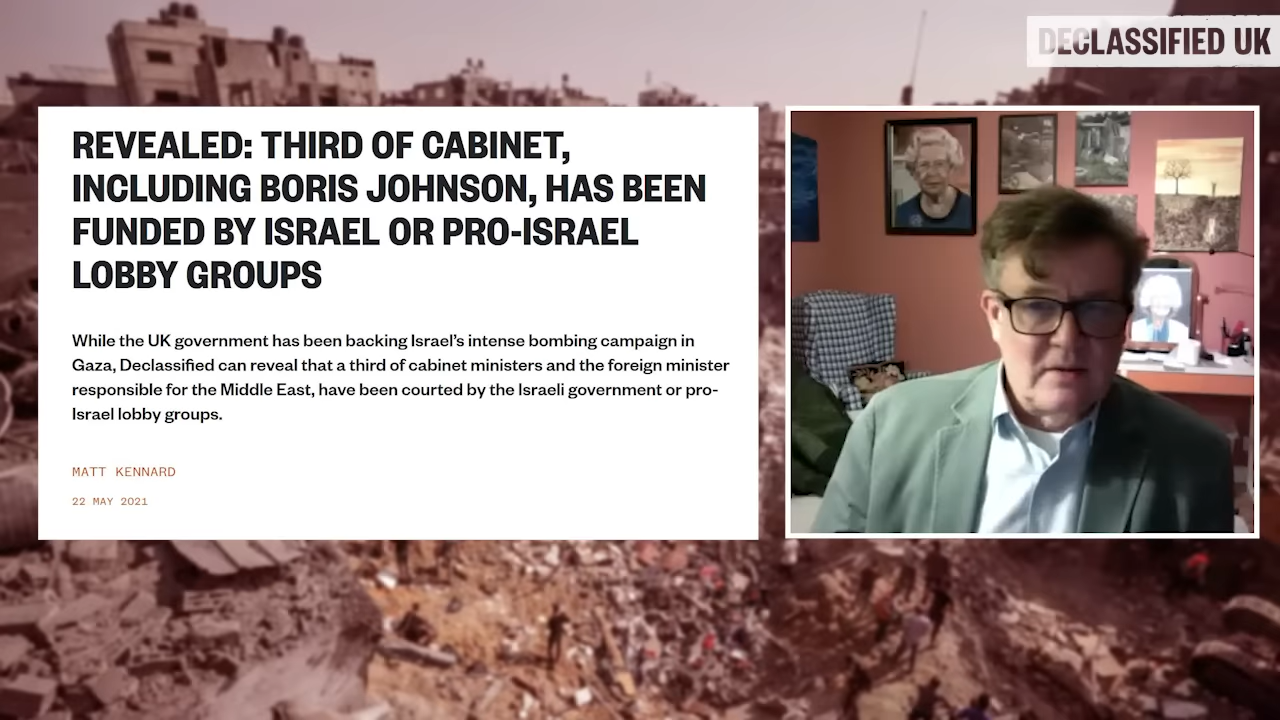 DECLASSIFIED UK
REVEALED: THIRD OF CABINET,
INCLUDING BORIS JOHNSON, HAS BEEN
FUNDED BY ISRAEL OR PRO-ISRAEL
LOBBY GROUPS
While the UK government has been backing Israel's intense bombing campaign in
Gaza, Declassified can reveal that a third of cabinet ministers and the foreign minister
responsible for the Middle East, have been courted by the Israeli government or pro-
Israel lobby groups.
MATT KENNARD
22 MAY 2021